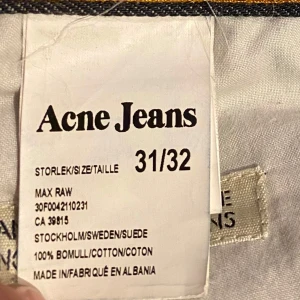 Acne Jeans
STORLEK/SIZE/TAILLE 31/32
MAX RAW
30F0042110231
CA 39815
STOCKHOLM/SWEDEN/SUEDE
100% BOMULL/COTTON/COTON
MADE IN/FABRIQUÉ EN ALBANIA